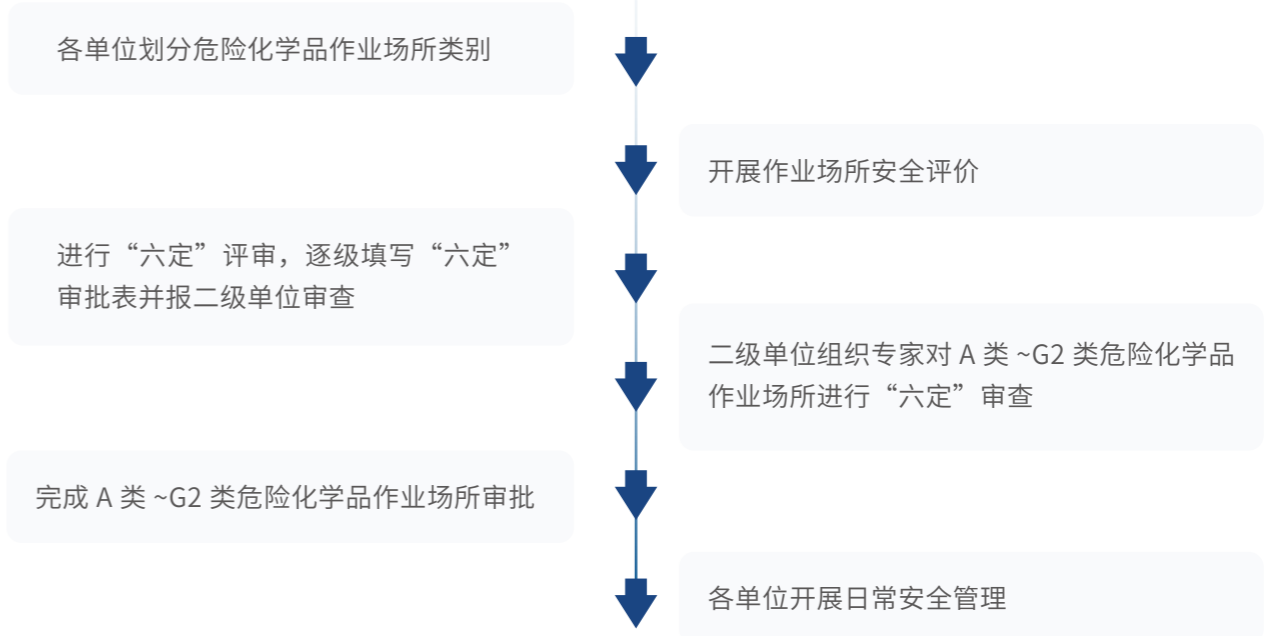 各单位划分危险化学品作业场所类别
开展作业场所安全评价
进行“六定”评审，逐级填写“六定”
审批表并报二级单位审查
二级单位组织专家对 A 类 ~G2 类危险化学品
作业场所进行“六定”审查
完成 A 类 ~G2 类危险化学品作业场所审批
各单位开展日常安全管理